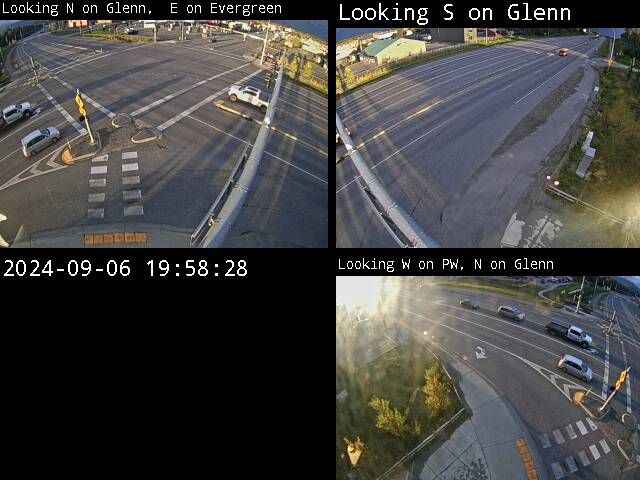 Looking N on Glenn, E on Evergreen
Looking S on Glenn
2024-09-06 19:58:28
Looking W on PW, N on Glenn